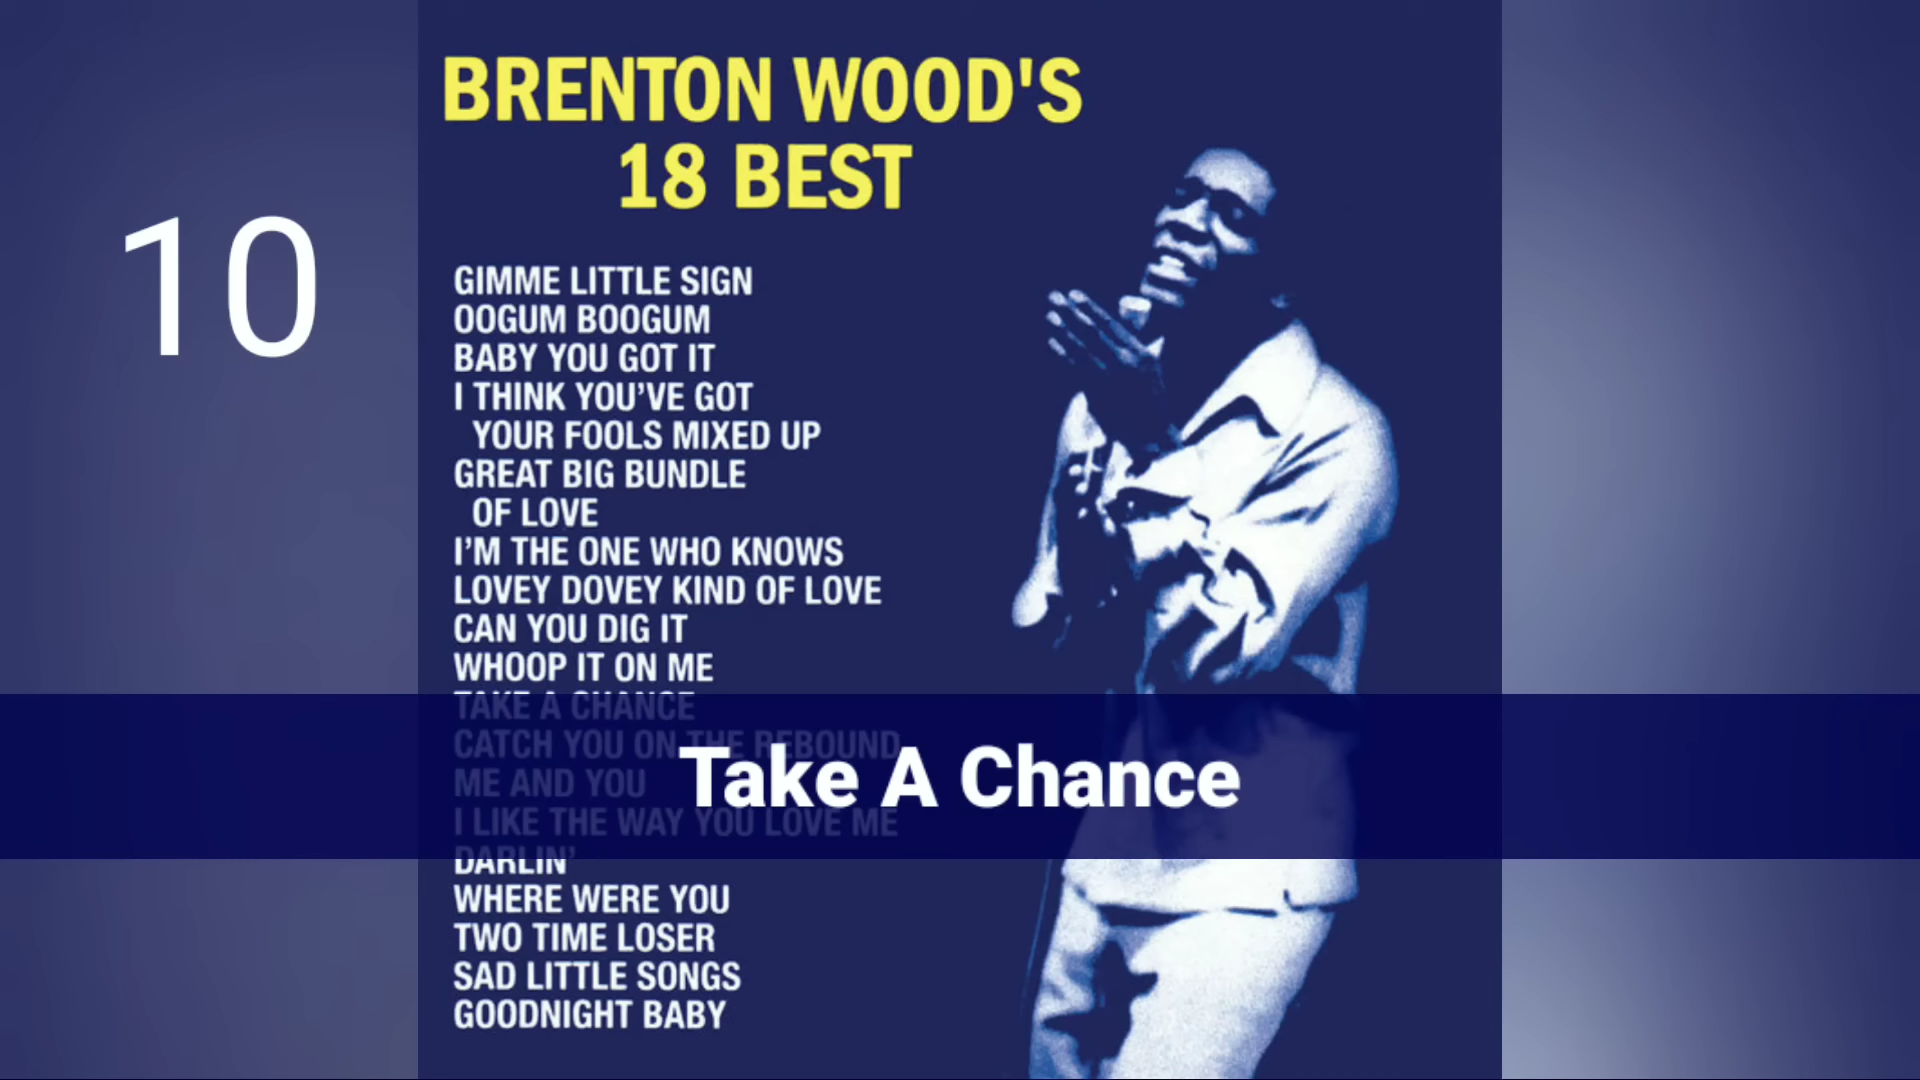 BRENTON WOOD'S
18 BEST
10
GIMME LITTLE SIGN
OOGUM BOOGUM
BABY YOU GOT IT
I THINK YOU'VE GOT
YOUR FOOLS MIXED UP
GREAT BIG BUNDLE
OF LOVE
I'M THE ONE WHO KNOWS
LOVEY DOVEY KIND OF LOVE
CAN YOU DIG IT
WHOOP IT ON ME
TAKE A CHANCE
CATCH YOU ON THE REBOUND
Take A Chance
ME AND YOU
I LIKE THE WAY YOU LOVE ME
DARLIN'
WHERE WERE YOU
TWO TIME LOSER
SAD LITTLE SONGS
GOODNIGHT BABY